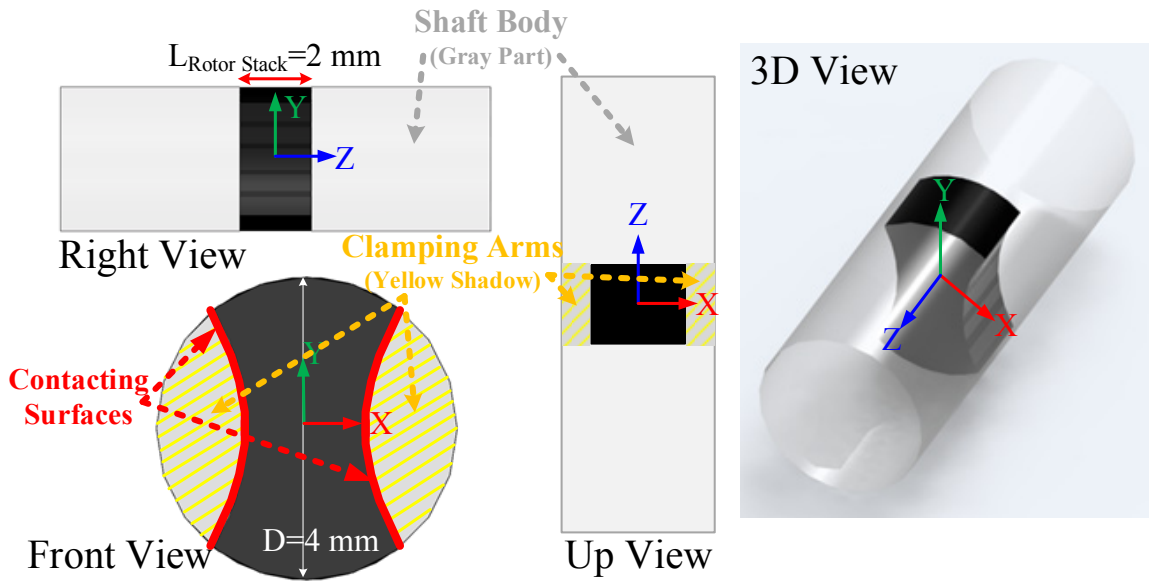 Shaft Body
(Gray Part)
L_Rotor Stack=2 mm
3D View
Y
Z
Right View
Z
X
Clamping Arms
(Yellow Shadow)
Y
X
Z
Y
X
Contacting
Surfaces
D=4 mm
Front View
Up View